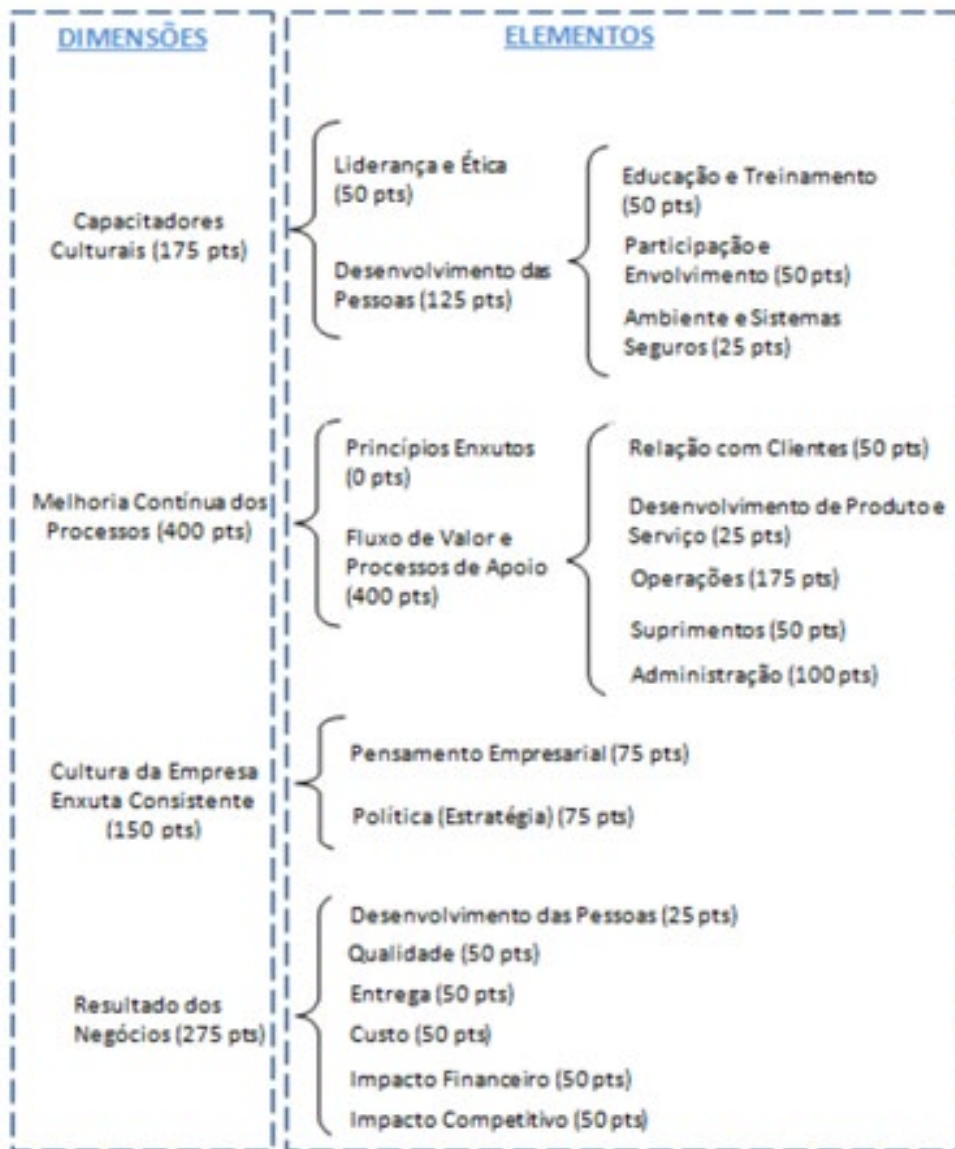 DIMENSÕES
ELEMENTOS
Capacitadores
Culturais (175 pts)
Liderança e Ética
(50 pts)
Desenvolvimento das
Pessoas (125 pts)
Educação e Treinamento
(50 pts)
Participação e
Envolvimento (50 pts)
Ambiente e Sistemas
Seguros (25 pts)
Melhoria Contínua dos
Processos (400 pts)
Princípios Enxutos
(0 pts)
Fluxo de Valor e
Processos de Apoio
(400 pts)
Relação com Clientes (50 pts)
Desenvolvimento de Produto e
Serviço (25 pts)
Operações (175 pts)
Suprimentos (50 pts)
Administração (100 pts)
Cultura da Empresa
Enxuta Consistente
(150 pts)
Pensamento Empresarial (75 pts)
Política (Estratégia) (75 pts)
Resultado dos
Negócios (275 pts)
Desenvolvimento das Pessoas (25 pts)
Qualidade (50 pts)
Entrega (50 pts)
Custo (50 pts)
Impacto Financeiro (50 pts)
Impacto Competitivo (50 pts)